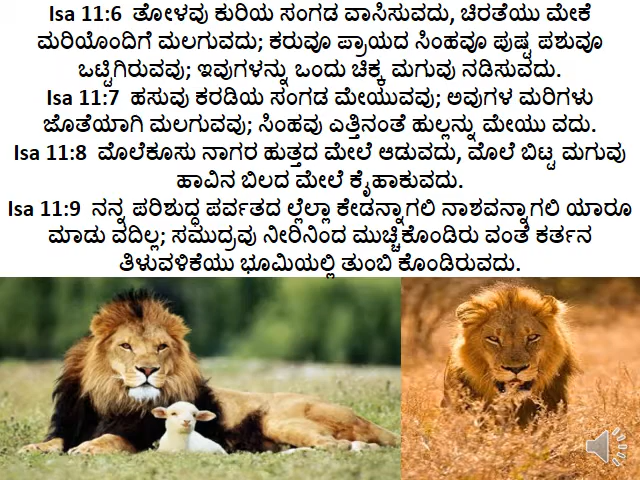 Isa 11:6 ತೋಳವು ಕುರಿಯ ಸಂಗಡ ವಾಸಿಸುವದು, ಚಿರತೆಯು ಮೇಕೆ
ಮರಿಯೊಂದಿಗೆ ಮಲಗುವದು; ಕರುವೂ ಪ್ರಾಯದ ಸಿಂಹವೂ ಪುಷ್ಟ ಪಶುವೂ
ಒಟ್ಟಿಗಿರುವವು; ಇವುಗಳನ್ನು ಒಂದು ಚಿಕ್ಕ ಮಗುವು ನಡಿಸುವದು.
Isa 11:7 ಹಸುವು ಕರಡಿಯ ಸಂಗಡ ಮೇಯುವವು; ಅವುಗಳ ಮರಿಗಳು
ಜೊತೆಯಾಗಿ ಮಲಗುವವು; ಸಿಂಹವು ಎತ್ತಿನಂತೆ ಹುಲ್ಲನ್ನು ಮೇಯು ವದು.
Isa 11:8 ಮೊಲೆಕೂಸು ನಾಗರ ಹುತ್ತದ ಮೇಲೆ ಆಡುವದು, ಮೊಲೆ ಬಿಟ್ಟ ಮಗುವು
ಹಾವಿನ ಬಿಲದ ಮೇಲೆ ಕೈಹಾಕುವದು.
Isa 11:9 ನನ್ನ ಪರಿಶುದ್ಧ ಪರ್ವತದ ಲ್ಲೆಲ್ಲಾ ಕೇಡನ್ನಾಗಲಿ ನಾಶವನ್ನಾಗಲಿ ಯಾರೂ
ಮಾಡು ವದಿಲ್ಲ; ಸಮುದ್ರವು ನೀರಿನಿಂದ ಮುಚ್ಚಿಕೊಂಡಿರು ವಂತೆ ಕರ್ತನ
ತಿಳುವಳಿಕೆಯು ಭೂಮಿಯಲ್ಲಿ ತುಂಬಿ ಕೊಂಡಿರುವದು.